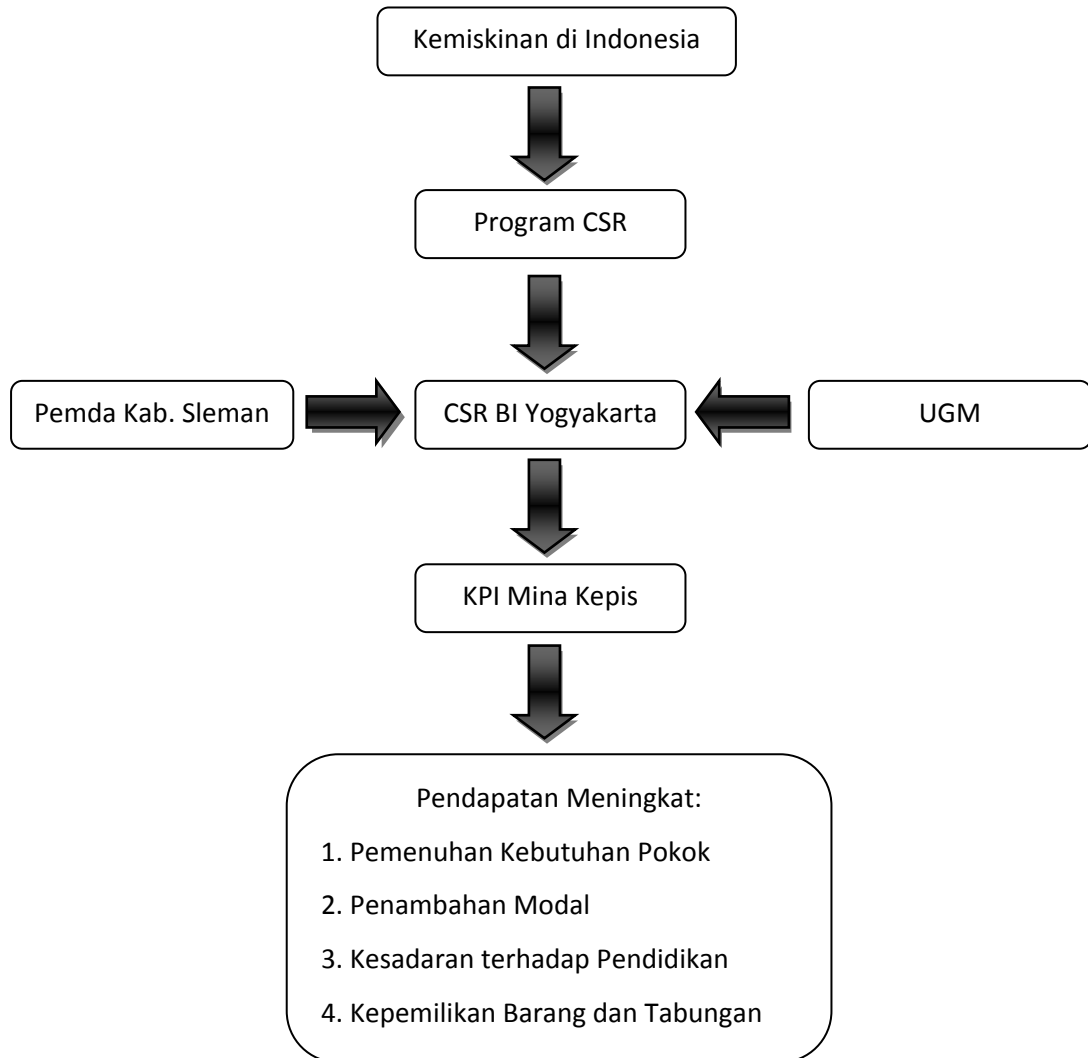 Kemiskinan di Indonesia
Program CSR
Pemda Kab. Sleman
CSR BI Yogyakarta
UGM
KPI Mina Kepis
Pendapatan Meningkat:
1. Pemenuhan Kebutuhan Pokok
2. Penambahan Modal
3. Kesadaran terhadap Pendidikan
4. Kepemilikan Barang dan Tabungan